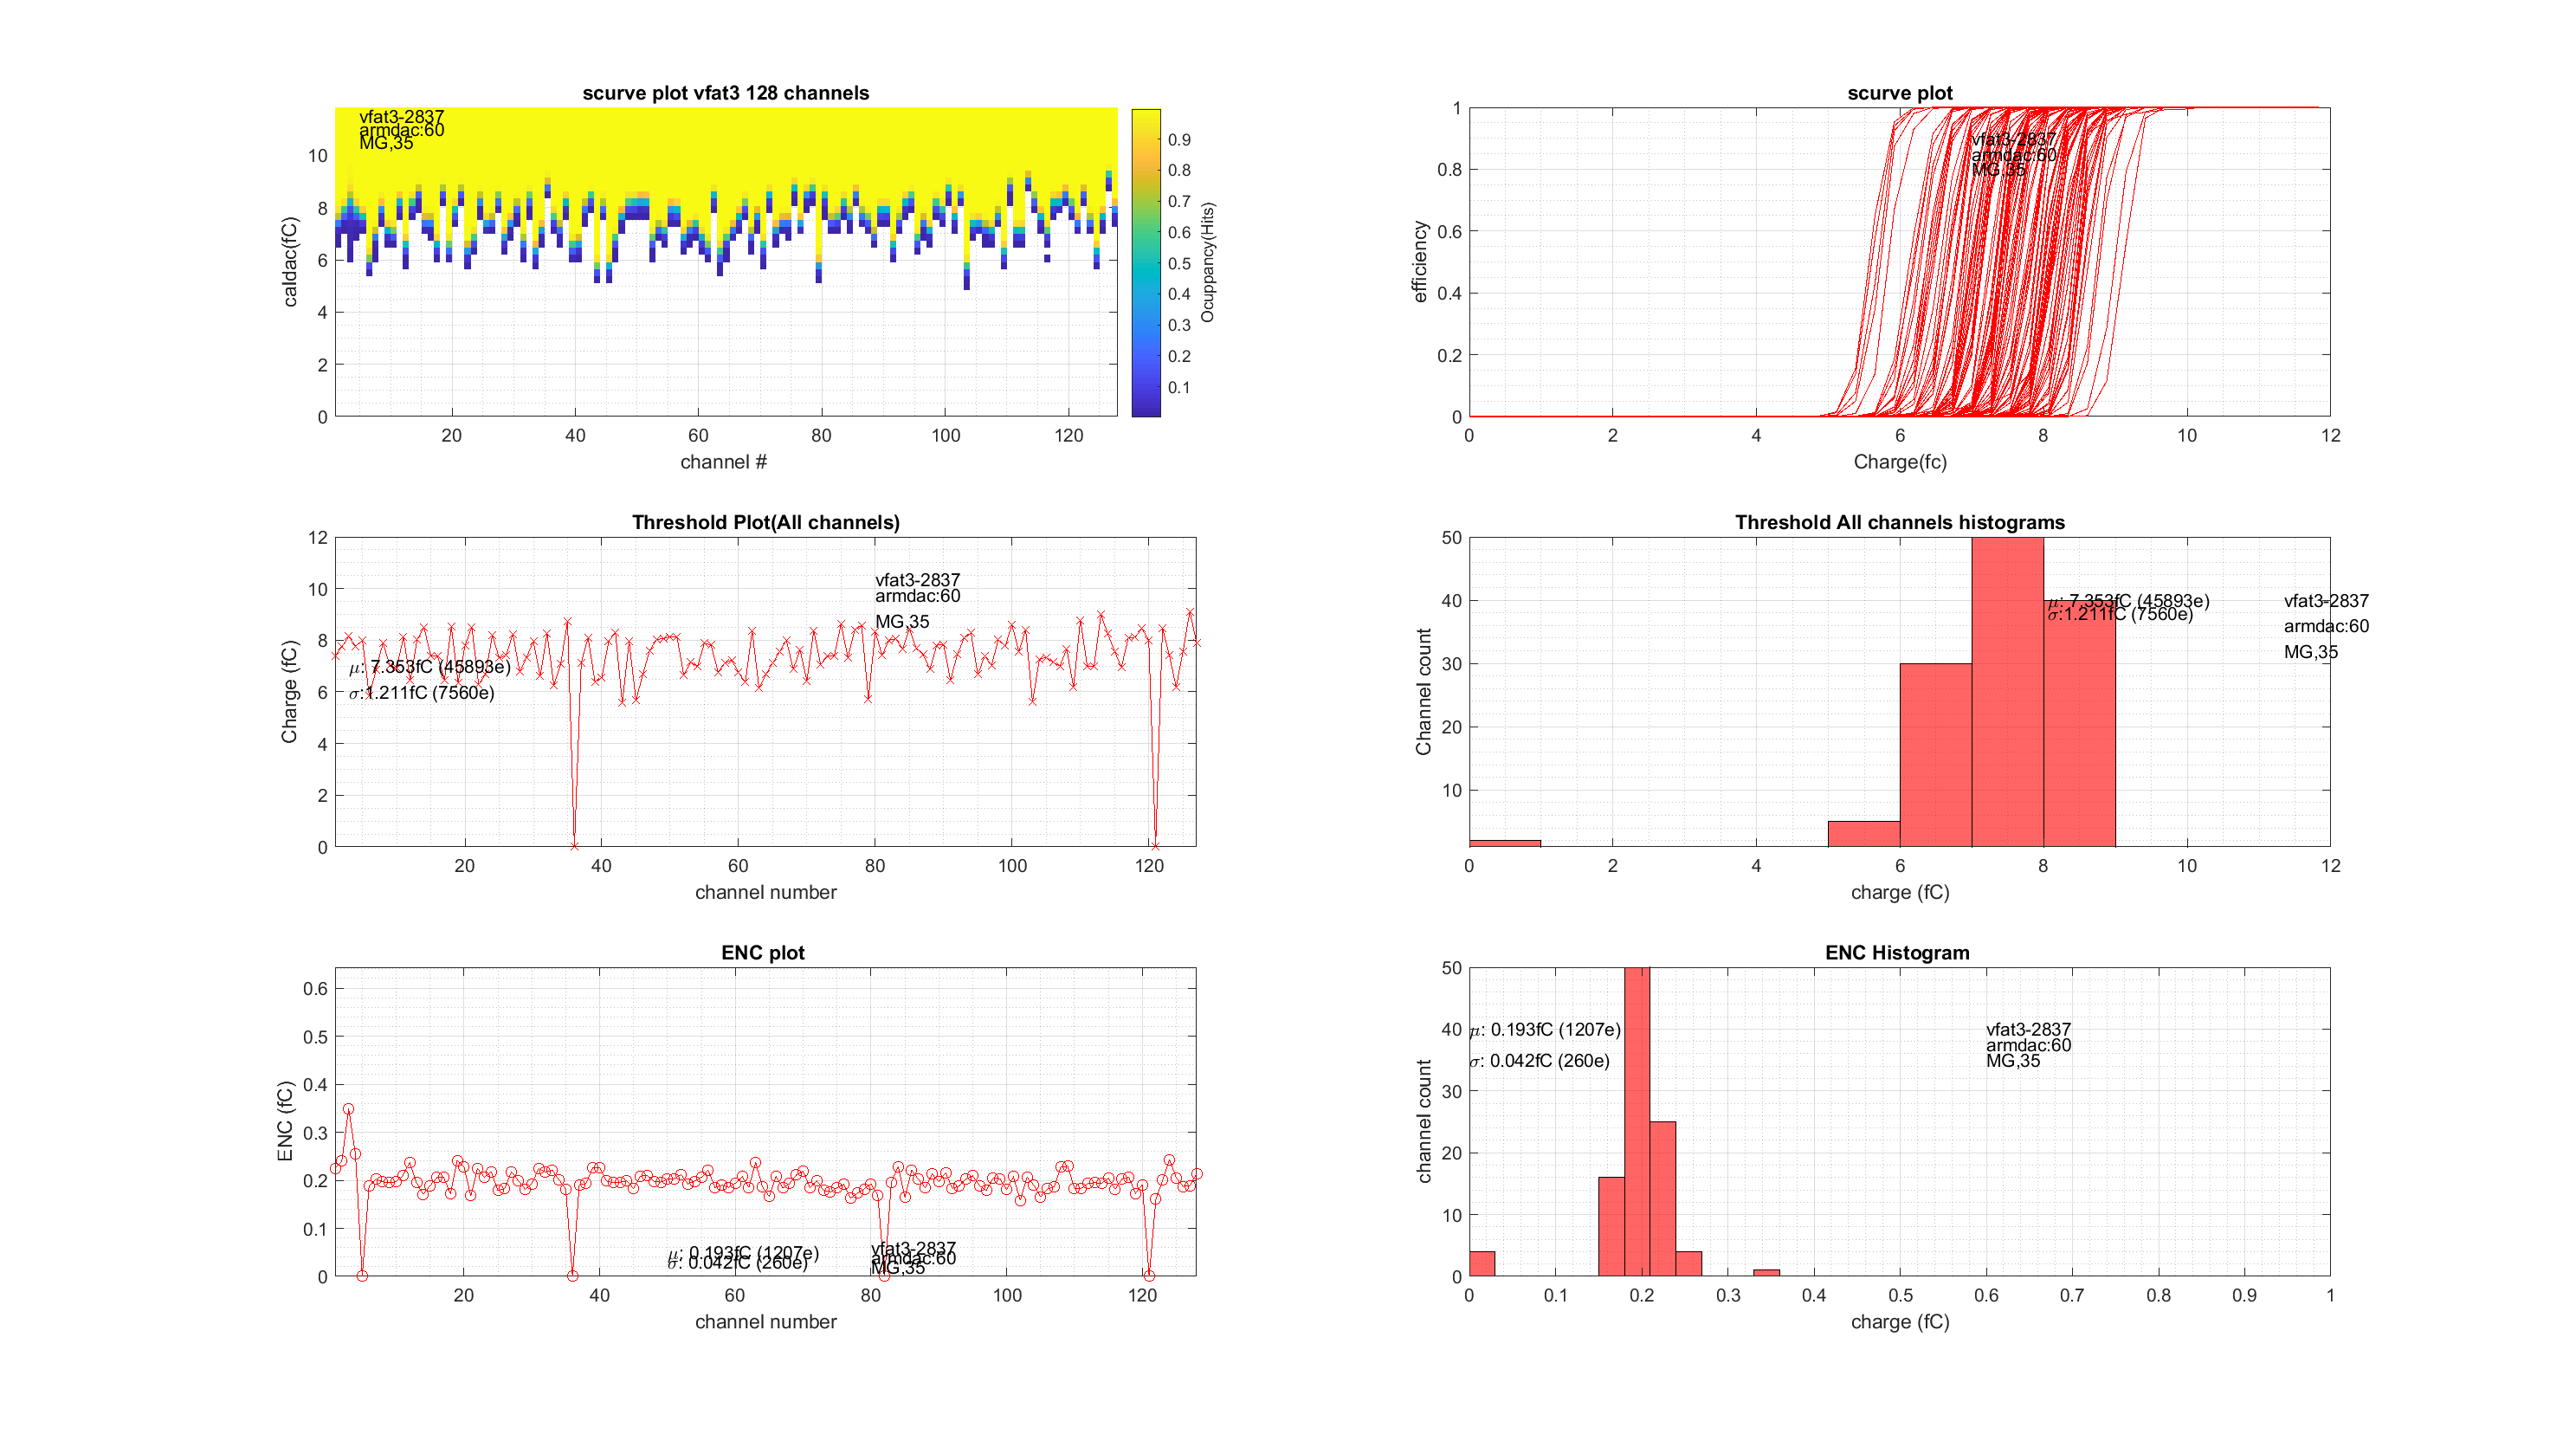 scurve plot vfat3 128 channels
vfat3-2837
armdac:60
MG,35
caldac(fC)
10
8
6
4
2
0
20 40 60 80 100 120
channel #
0.9
0.8
0.7
0.6
0.5
0.4
0.3
0.2
0.1
Ocuppancy(Hits)
scurve plot
vfat3-2837
armdac:60
MG,35
efficiency
1
0.8
0.6
0.4
0.2
0
0 2 4 6 8 10 12
Charge(fc)
Threshold Plot(All channels)
vfat3-2837
armdac:60
MG,35
μ: 7.353fC (45893e)
σ:1.211fC (7560e)
Charge (fC)
12
10
8
6
4
2
0
20 40 60 80 100 120
channel number
Threshold All channels histograms
μ: 7.353fC (45893e)
σ:1.211fC (7560e)
vfat3-2837
armdac:60
MG,35
Channel count
50
40
30
20
10
0 2 4 6 8 10 12
charge (fC)
ENC plot
ENC (fC)
0.6
0.5
0.4
0.3
0.2
0.1
0
μ: 0.193fC (1207e)
σ: 0.042fC (260e)
vfat3-2837
armdac:60
MG,35
20 40 60 80 100 120
channel number
ENC Histogram
μ: 0.193fC (1207e)
σ: 0.042fC (260e)
vfat3-2837
armdac:60
MG,35
channel count
50
40
30
20
10
0
0 0.1 0.2 0.3 0.4 0.5 0.6 0.7 0.8 0.9 1
charge (fC)